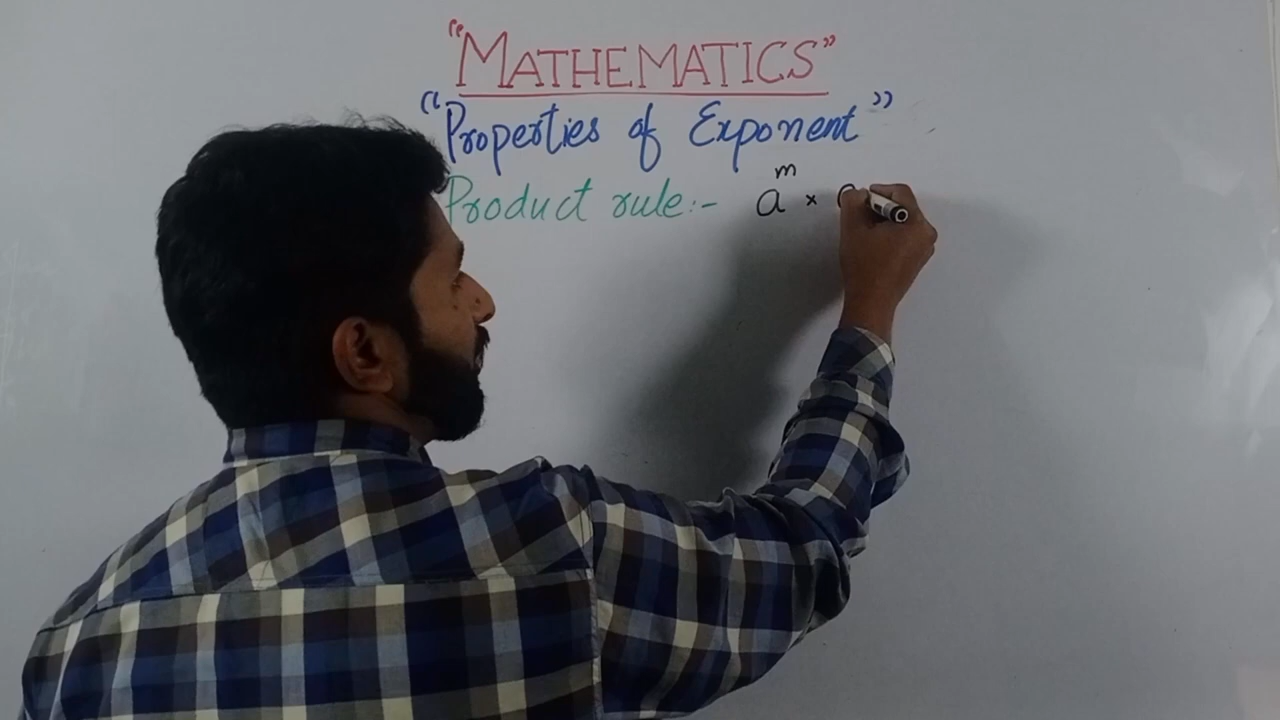 "MATHEMATICS"
"Properties of Exponent"
Product rule:- a^m ×